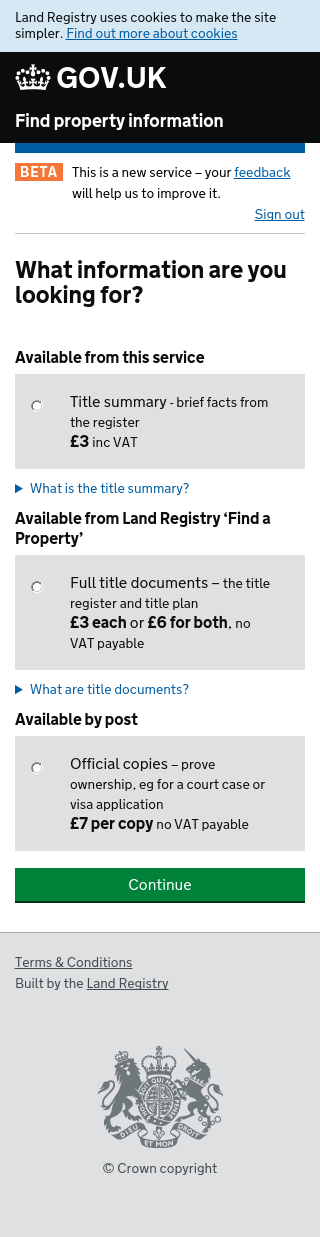 Land Registry uses cookies to make the site
simpler. Find out more about cookies
GOV.UK
Find property information
BETA This is a new service – your feedback
will help us to improve it.
Sign out
What information are you
looking for?
Available from this service
Title summary - brief facts from
the register
£3 inc VAT
What is the title summary?
Available from Land Registry ‘Find a
Property’
Full title documents – the title
register and title plan
£3 each or £6 for both, no
VAT payable
What are title documents?
Available by post
Official copies – prove
ownership, eg for a court case or
visa application
£7 per copy no VAT payable
Continue
Terms & Conditions
Built by the Land Registry
DIEU ET MON
© Crown copyright